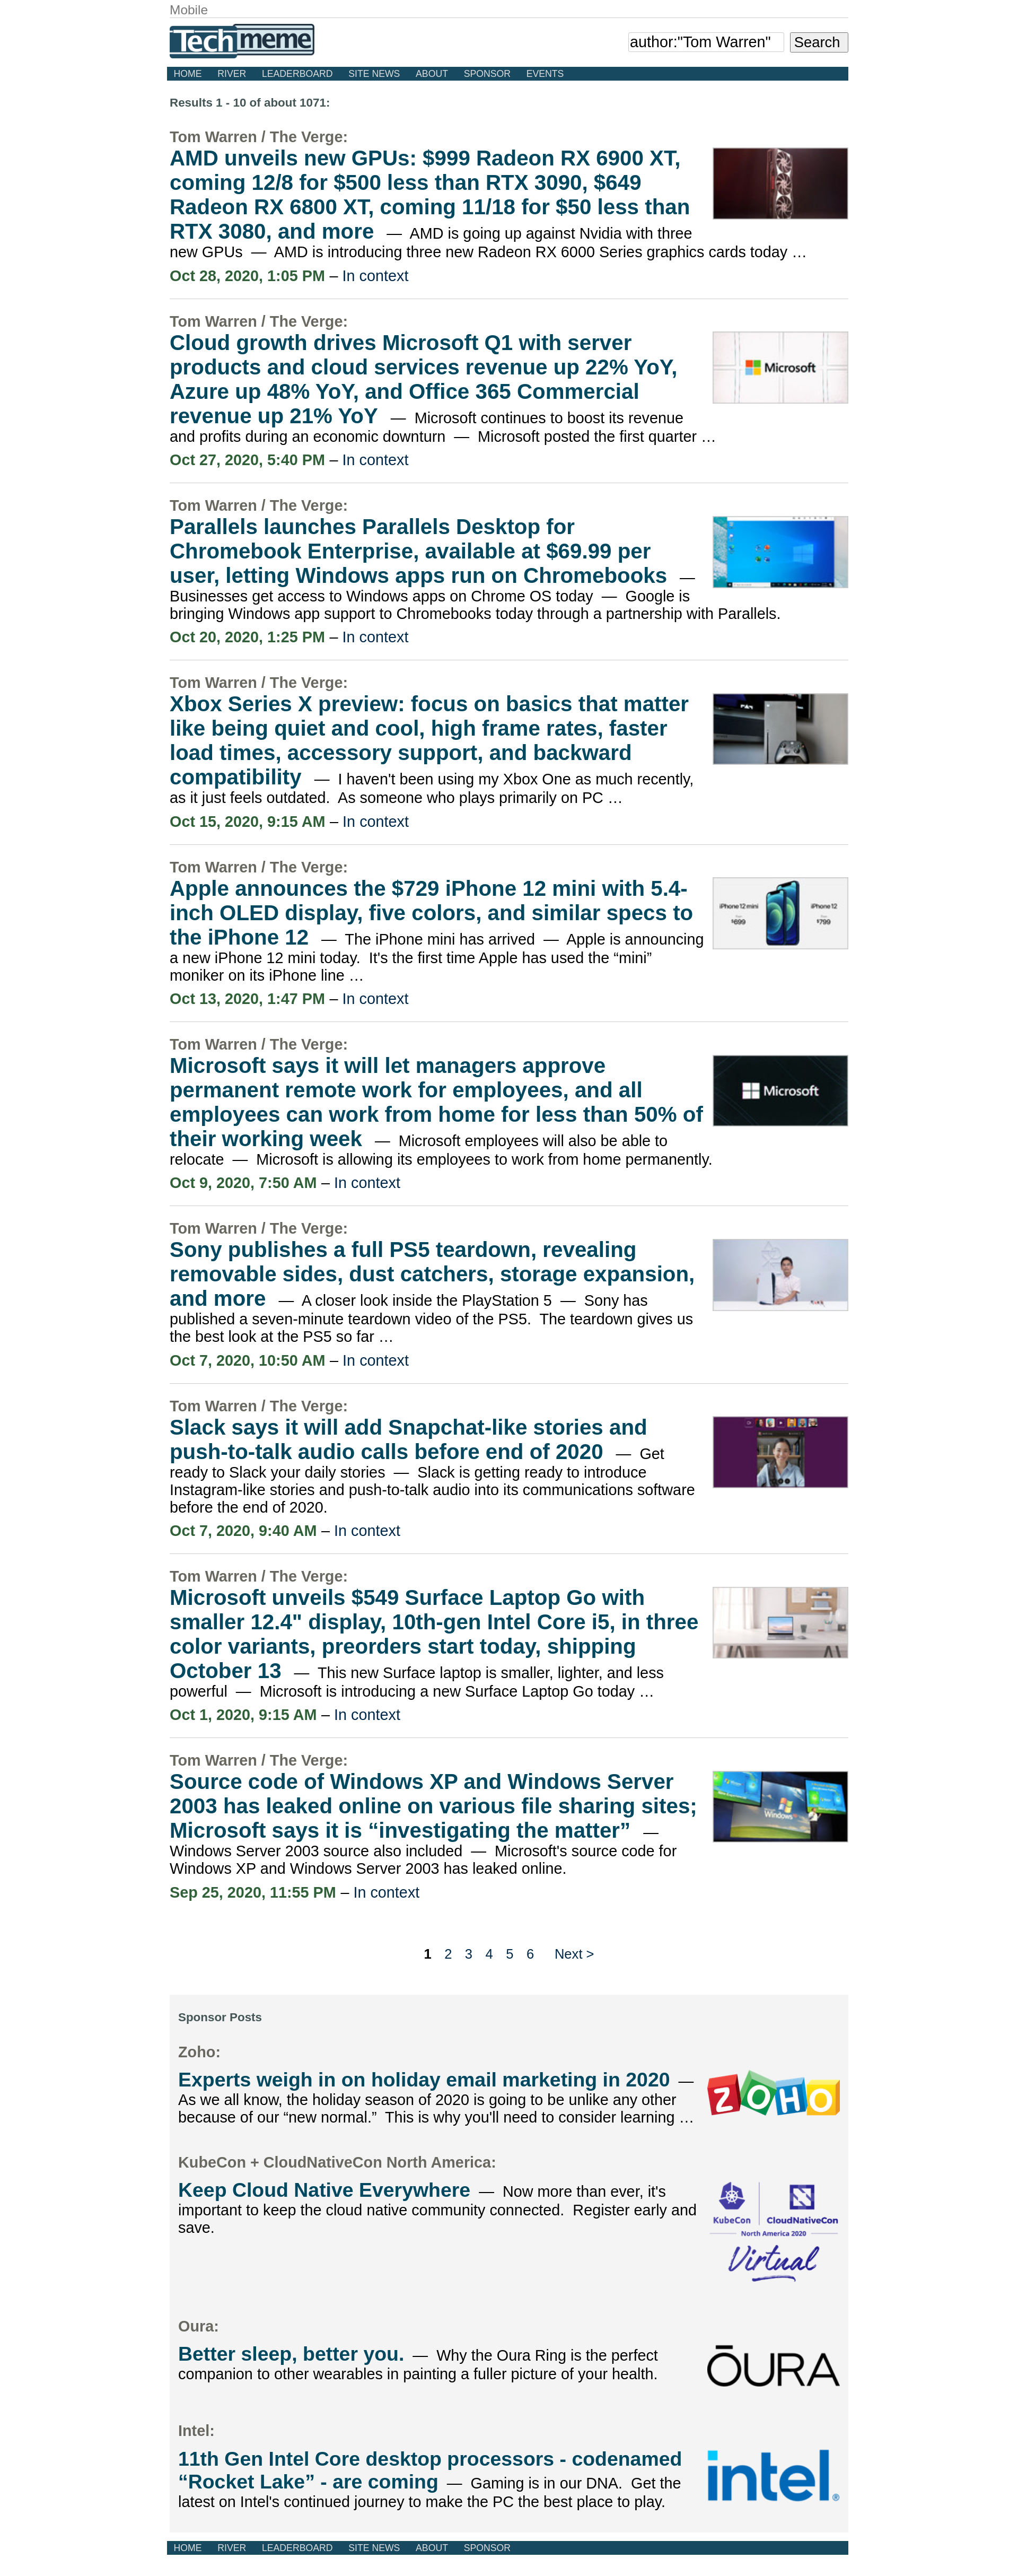 Mobile
Techmeme
author:"Tom Warren" Search
HOME RIVER LEADERBOARD SITE NEWS ABOUT SPONSOR EVENTS
Results 1 - 10 of about 1071:
Tom Warren / The Verge:
AMD unveils new GPUs: $999 Radeon RX 6900 XT,
coming 12/8 for $500 less than RTX 3090, $649
Radeon RX 6800 XT, coming 11/18 for $50 less than
RTX 3080, and more — AMD is going up against Nvidia with three
new GPUs — AMD is introducing three new Radeon RX 6000 Series graphics cards today …
Oct 28, 2020, 1:05 PM – In context
Tom Warren / The Verge:
Cloud growth drives Microsoft Q1 with server
products and cloud services revenue up 22% YoY,
Azure up 48% YoY, and Office 365 Commercial
revenue up 21% YoY — Microsoft continues to boost its revenue
and profits during an economic downturn — Microsoft posted the first quarter …
Microsoft
Oct 27, 2020, 5:40 PM – In context
Tom Warren / The Verge:
Parallels launches Parallels Desktop for
Chromebook Enterprise, available at $69.99 per
user, letting Windows apps run on Chromebooks —
Businesses get access to Windows apps on Chrome OS today — Google is
bringing Windows app support to Chromebooks today through a partnership with Parallels.
Oct 20, 2020, 1:25 PM – In context
Tom Warren / The Verge:
Xbox Series X preview: focus on basics that matter
like being quiet and cool, high frame rates, faster
load times, accessory support, and backward
compatibility — I haven't been using my Xbox One as much recently,
as it just feels outdated. As someone who plays primarily on PC …
Oct 15, 2020, 9:15 AM – In context
Tom Warren / The Verge:
Apple announces the $729 iPhone 12 mini with 5.4-
inch OLED display, five colors, and similar specs to
the iPhone 12 — The iPhone mini has arrived — Apple is announcing
a new iPhone 12 mini today. It's the first time Apple has used the “mini”
moniker on its iPhone line …
iPhone 12 mini
$699
iPhone 12
$799
Oct 13, 2020, 1:47 PM – In context
Tom Warren / The Verge:
Microsoft says it will let managers approve
permanent remote work for employees, and all
employees can work from home for less than 50% of
their working week — Microsoft employees will also be able to
relocate — Microsoft is allowing its employees to work from home permanently.
Microsoft
Oct 9, 2020, 7:50 AM – In context
Tom Warren / The Verge:
Sony publishes a full PS5 teardown, revealing
removable sides, dust catchers, storage expansion,
and more — A closer look inside the PlayStation 5 — Sony has
published a seven-minute teardown video of the PS5. The teardown gives us
the best look at the PS5 so far …
Oct 7, 2020, 10:50 AM – In context
Tom Warren / The Verge:
Slack says it will add Snapchat-like stories and
push-to-talk audio calls before end of 2020 — Get
ready to Slack your daily stories — Slack is getting ready to introduce
Instagram-like stories and push-to-talk audio into its communications software
before the end of 2020.
Oct 7, 2020, 9:40 AM – In context
Tom Warren / The Verge:
Microsoft unveils $549 Surface Laptop Go with
smaller 12.4" display, 10th-gen Intel Core i5, in three
color variants, preorders start today, shipping
October 13 — This new Surface laptop is smaller, lighter, and less
powerful — Microsoft is introducing a new Surface Laptop Go today …
Oct 1, 2020, 9:15 AM – In context
Tom Warren / The Verge:
Source code of Windows XP and Windows Server
2003 has leaked online on various file sharing sites;
Microsoft says it is “investigating the matter” —
Windows Server 2003 source also included — Microsoft's source code for
Windows XP and Windows Server 2003 has leaked online.
Windows
Sep 25, 2020, 11:55 PM – In context
1 2 3 4 5 6 Next >
Sponsor Posts
Zoho:
Experts weigh in on holiday email marketing in 2020 —
As we all know, the holiday season of 2020 is going to be unlike any other
because of our “new normal.” This is why you'll need to consider learning …
ZOHO
KubeCon + CloudNativeCon North America:
Keep Cloud Native Everywhere — Now more than ever, it's
important to keep the cloud native community connected. Register early and
save.
KubeCon CloudNativeCon
North America 2020
Virtual
Oura:
Better sleep, better you. — Why the Oura Ring is the perfect
companion to other wearables in painting a fuller picture of your health.
ŌURA
Intel:
11th Gen Intel Core desktop processors - codenamed
“Rocket Lake” - are coming — Gaming is in our DNA. Get the
latest on Intel's continued journey to make the PC the best place to play.
intel®
HOME RIVER LEADERBOARD SITE NEWS ABOUT SPONSOR